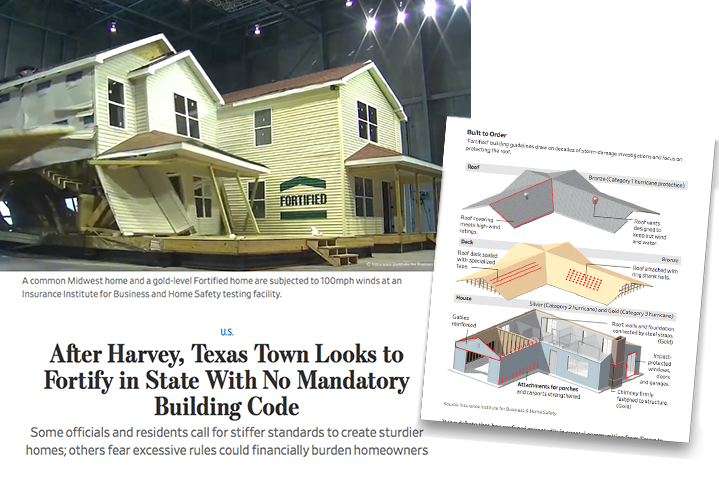 FORTIFIED
A common Midwest home and a gold-level Fortified home are subjected to 100mph winds at an
Insurance Institute for Business and Home Safety testing facility.
U.S.
After Harvey, Texas Town Looks to
Fortify in State With No Mandatory
Building Code
Some officials and residents call for stiffer standards to create sturdier
homes; others fear excessive rules could financially burden homeowners
Built to Order
'Fortified' building guidelines draw on decades of storm-damage investigations and focus on
protecting the roof.
Roof
Bronze (Category 1 hurricane protection)
Roof covering
meets high-wind
ratings.
Roof vents
designed to
keep out wind
and water
Deck
Bronze
Roof deck sealed
with specialized
tape.
Roof attached with
ring shank nails.
House
Silver (Category 2 hurricane) and Gold (Category 3 hurricane)
Gables
reinforced
Roof, walls and foundation
connected by steel straps.
(Gold)
Impact-
protected
windows,
doors
and garages.
Attachments for porches
and carports strengthened.
Chimney firmly
fastened to structure.
(Gold)
Source: Insurance Institute for Business & Home Safety